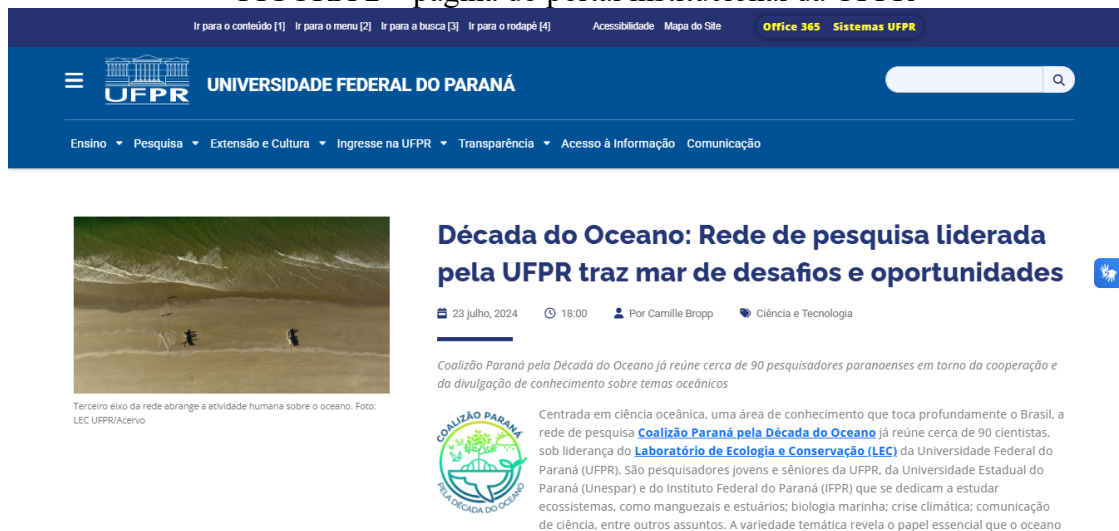 Ir para o conteúdo [1] Ir para o menu [2] Ir para a busca [3] Ir para o rodapé [4] Acessibilidade Mapa do Site Office 365 Sistemas UFPR
UFPR UNIVERSIDADE FEDERAL DO PARANÁ
Ensino Pesquisa Extensão e Cultura Ingresse na UFPR Transparência Acesso à Informação Comunicação
Década do Oceano: Rede de pesquisa liderada
pela UFPR traz mar de desafios e oportunidades
23 julho, 2024 18:00 Por Camille Bropp Ciência e Tecnologia
Coalizão Paraná pela Década do Oceano já reúne cerca de 90 pesquisadores paranaenses em torno da cooperação e
da divulgação de conhecimento sobre temas oceânicos
Terceiro eixo da rede abrange a atividade humana sobre o oceano. Foto:
LEC UFPR/Acervo
COALIZÃO PARANÁ
PELA DÉCADA DO OCEANO
Centrada em ciência oceânica, uma área de conhecimento que toca profundamente o Brasil, a
rede de pesquisa Coalizão Paraná pela Década do Oceano já reúne cerca de 90 cientistas,
sob liderança do Laboratório de Ecologia e Conservação (LEC) da Universidade Federal do
Paraná (UFPR). São pesquisadores jovens e sêniores da UFPR, da Universidade Estadual do
Paraná (Unespar) e do Instituto Federal do Paraná (IFPR) que se dedicam a estudar
ecossistemas, como manguezais e estuários; biologia marinha; crise climática; comunicação
de ciência, entre outros assuntos. A variedade temática revela o papel essencial que o oceano